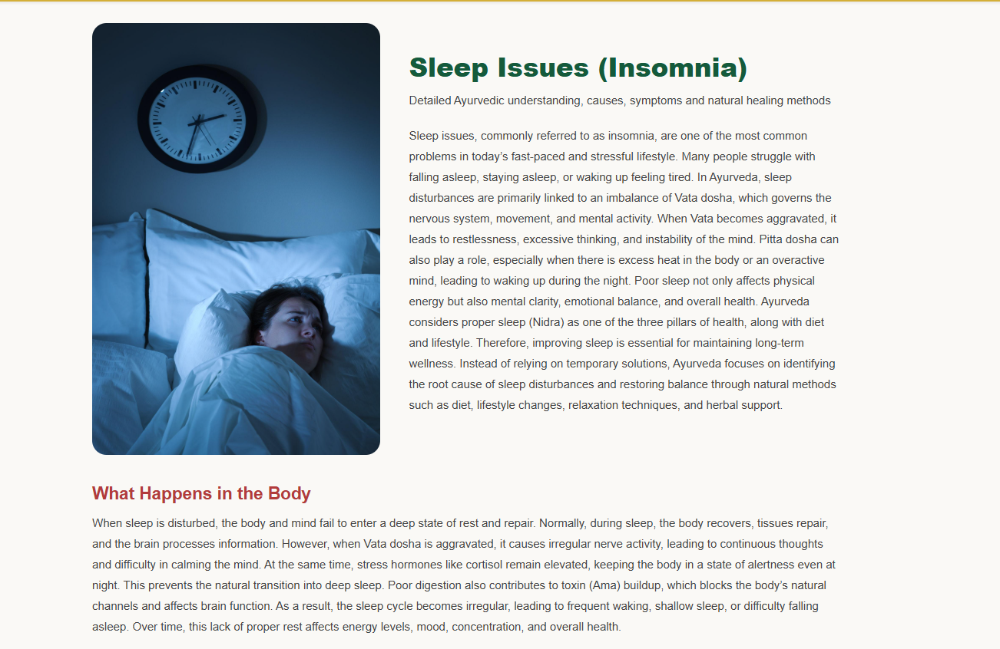 Sleep Issues (Insomnia)
Detailed Ayurvedic understanding, causes, symptoms and natural healing methods
Sleep issues, commonly referred to as insomnia, are one of the most common
problems in today’s fast-paced and stressful lifestyle. Many people struggle with
falling asleep, staying asleep, or waking up feeling tired. In Ayurveda, sleep
disturbances are primarily linked to an imbalance of Vata dosha, which governs the
nervous system, movement, and mental activity. When Vata becomes aggravated, it
leads to restlessness, excessive thinking, and instability of the mind. Pitta dosha can
also play a role, especially when there is excess heat in the body or an overactive
mind, leading to waking up during the night. Poor sleep not only affects physical
energy but also mental clarity, emotional balance, and overall health. Ayurveda
considers proper sleep (Nidra) as one of the three pillars of health, along with diet
and lifestyle. Therefore, improving sleep is essential for maintaining long-term
wellness. Instead of relying on temporary solutions, Ayurveda focuses on identifying
the root cause of sleep disturbances and restoring balance through natural methods
such as diet, lifestyle changes, relaxation techniques, and herbal support.
What Happens in the Body
When sleep is disturbed, the body and mind fail to enter a deep state of rest and repair. Normally, during sleep, the body recovers, tissues repair,
and the brain processes information. However, when Vata dosha is aggravated, it causes irregular nerve activity, leading to continuous thoughts
and difficulty in calming the mind. At the same time, stress hormones like cortisol remain elevated, keeping the body in a state of alertness even at
night. This prevents the natural transition into deep sleep. Poor digestion also contributes to toxin (Ama) buildup, which blocks the body’s natural
channels and affects brain function. As a result, the sleep cycle becomes irregular, leading to frequent waking, shallow sleep, or difficulty falling
asleep. Over time, this lack of proper rest affects energy levels, mood, concentration, and overall health.